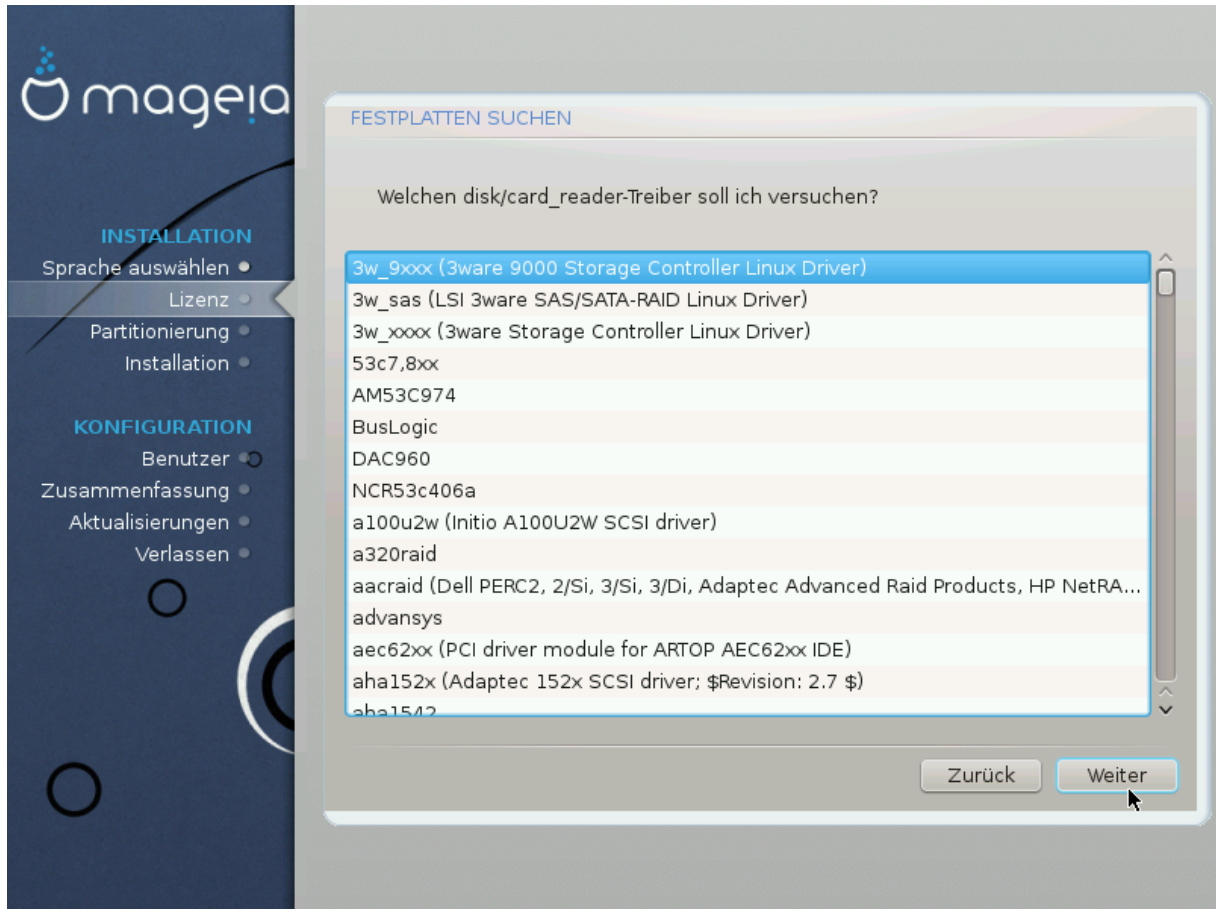 mageia
INSTALLATION
Sprache auswählen
Lizenz
Partitionierung
Installation
KONFIGURATION
Benutzer
Zusammenfassung
Aktualisierungen
Verlassen
FESTPLATTEN SUCHEN
Welchen disk/card_reader-Treiber soll ich versuchen?
3w_9xxx (3ware 9000 Storage Controller Linux Driver)
3w_sas (LSI 3ware SAS/SATA-RAID Linux Driver)
3w_xxxx (3ware Storage Controller Linux Driver)
53c7,8xx
AM53C974
BusLogic
DAC960
NCR53c406a
a100u2w (Initio A100U2W SCSI driver)
a320raid
aacraid (Dell PERC2, 2/Si, 3/Si, 3/Di, Adaptec Advanced Raid Products, HP NetRA...
advansys
aec62xx (PCI driver module for ARTOP AEC62xx IDE)
aha152x (Adaptec 152x SCSI driver; $Revision: 2.7 $)
aha1542
Zurück
Weiter